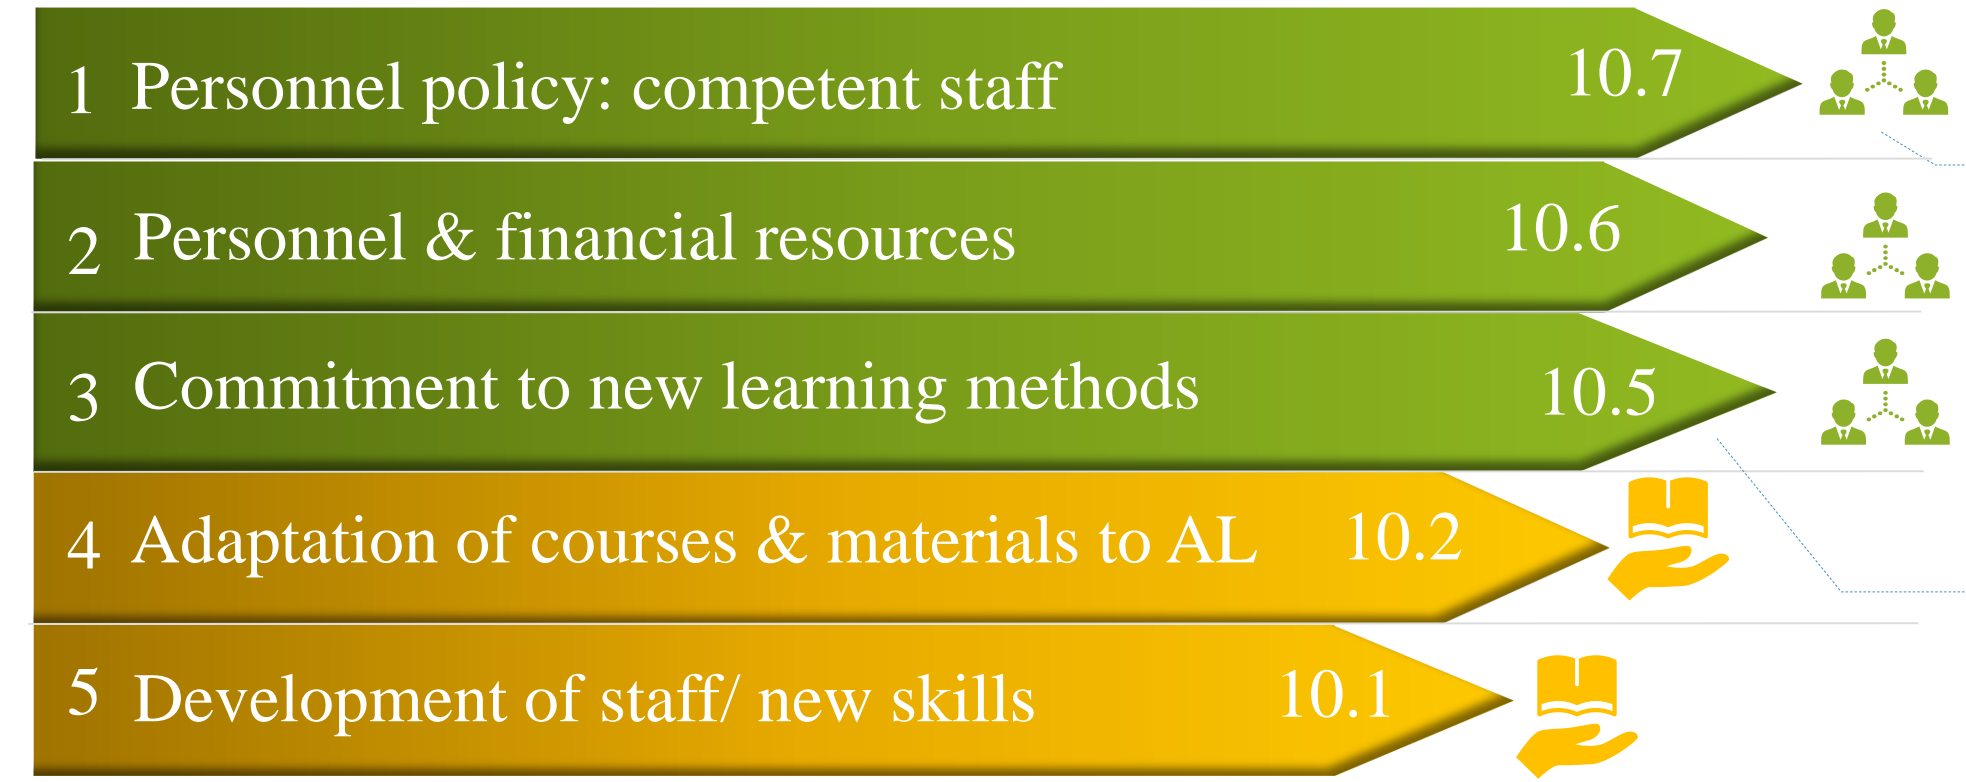 1 Personnel policy: competent staff 10.7
2 Personnel & financial resources 10.6
3 Commitment to new learning methods 10.5
4 Adaptation of courses & materials to AL 10.2
5 Development of staff/ new skills 10.1